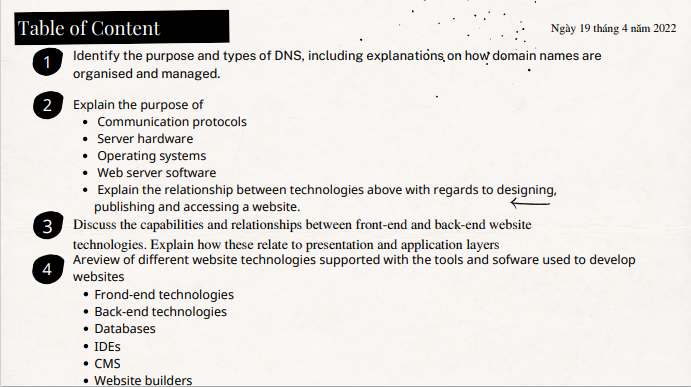 Table of Content
Ngày 19 tháng 4 năm 2022
1
Identify the purpose and types of DNS, including explanations on how domain names are
organised and managed.
2
Explain the purpose of
• Communication protocols
• Server hardware
• Operating systems
• Web server software
• Explain the relationship between technologies above with regards to designing,
publishing and accessing a website.
3
Discuss the capabilities and relationships between front-end and back-end website
technologies. Explain how these relate to presentation and application layers
4
Areview of different website technologies supported with the tools and sofware used to develop
websites
• Frond-end technologies
• Back-end technologies
• Databases
• IDEs
• CMS
• Website builders